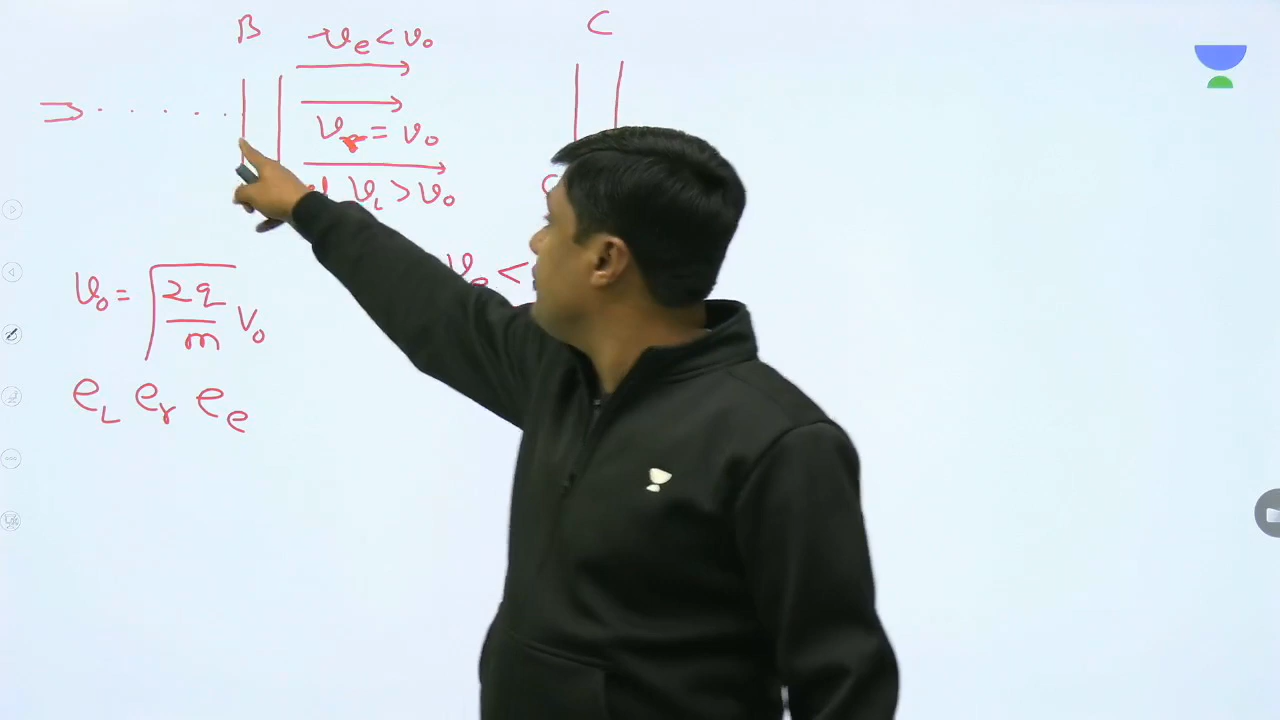 B
C
v_e < v_0
v_r = v_0
v_L > v_0
v_e <
v_0 = √(2q/m) V_0
e_L e_r e_e